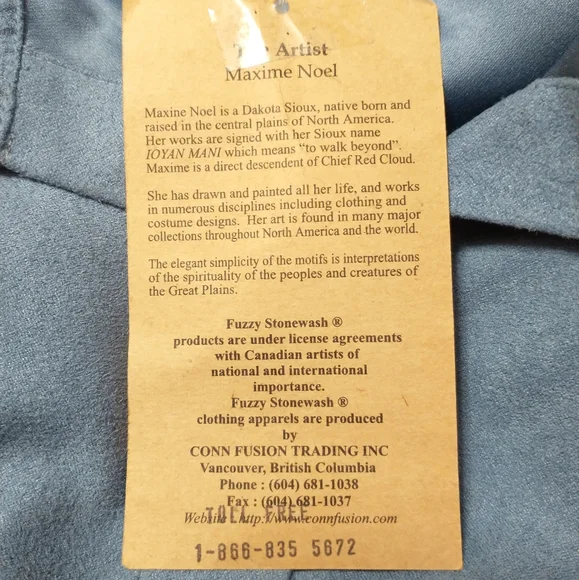 The Artist
Maxime Noel
Maxine Noel is a Dakota Sioux, native born and
raised in the central plains of North America.
Her works are signed with her Sioux name
IOYAN MANI which means “to walk beyond”.
Maxime is a direct descendent of Chief Red Cloud.
She has drawn and painted all her life, and works
in numerous disciplines including clothing and
costume designs. Her art is found in many major
collections throughout North America and the world.
The elegant simplicity of the motifs is interpretations
of the spirituality of the peoples and creatures of
the Great Plains.
Fuzzy Stonewash ®
products are under license agreements
with Canadian artists of
national and international
importance.
Fuzzy Stonewash ®
clothing apparels are produced
by
CONN FUSION TRADING INC
Vancouver, British Columbia
Phone : (604) 681-1038
Fax : (604) 681-1037
TOLL FREE
Website : http://www.connfusion.com
1-866-835 5672